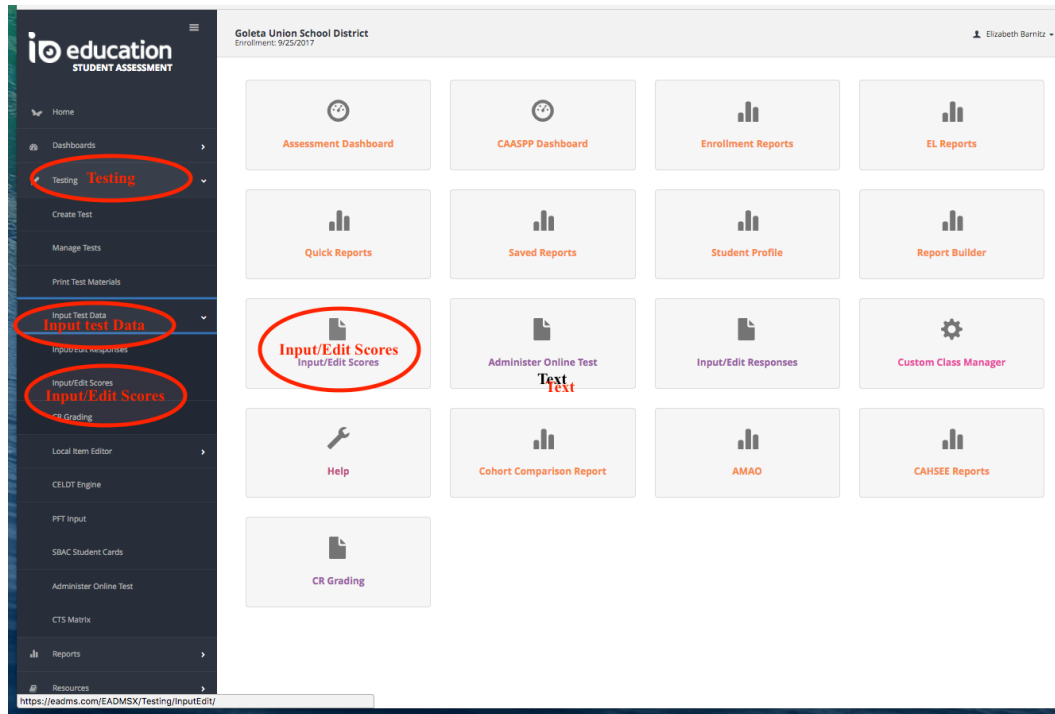 io education
STUDENT ASSESSMENT
Home
Dashboards
Testing Testing
Create Test
Manage Tests
Print Test Materials
Input Test Data
Input test Data
Input/Edit Responses
Input/Edit Scores
Input/Edit Scores
CR Grading
Local Item Editor
CELDT Engine
PFT Input
SBAC Student Cards
Administer Online Test
CTS Matrix
Reports
Resources
https://eadms.com/EADMSX/Testing/InputEdit/
Goleta Union School District
Enrollment: 9/25/2017
Elizabeth Barnitz
Assessment Dashboard
CAASPP Dashboard
Enrollment Reports
EL Reports
Quick Reports
Saved Reports
Student Profile
Report Builder
Input/Edit Scores
Input/Edit Scores
Administer Online Test
Text
Text
Input/Edit Responses
Custom Class Manager
Help
Cohort Comparison Report
AMAO
CAHSEE Reports
CR Grading